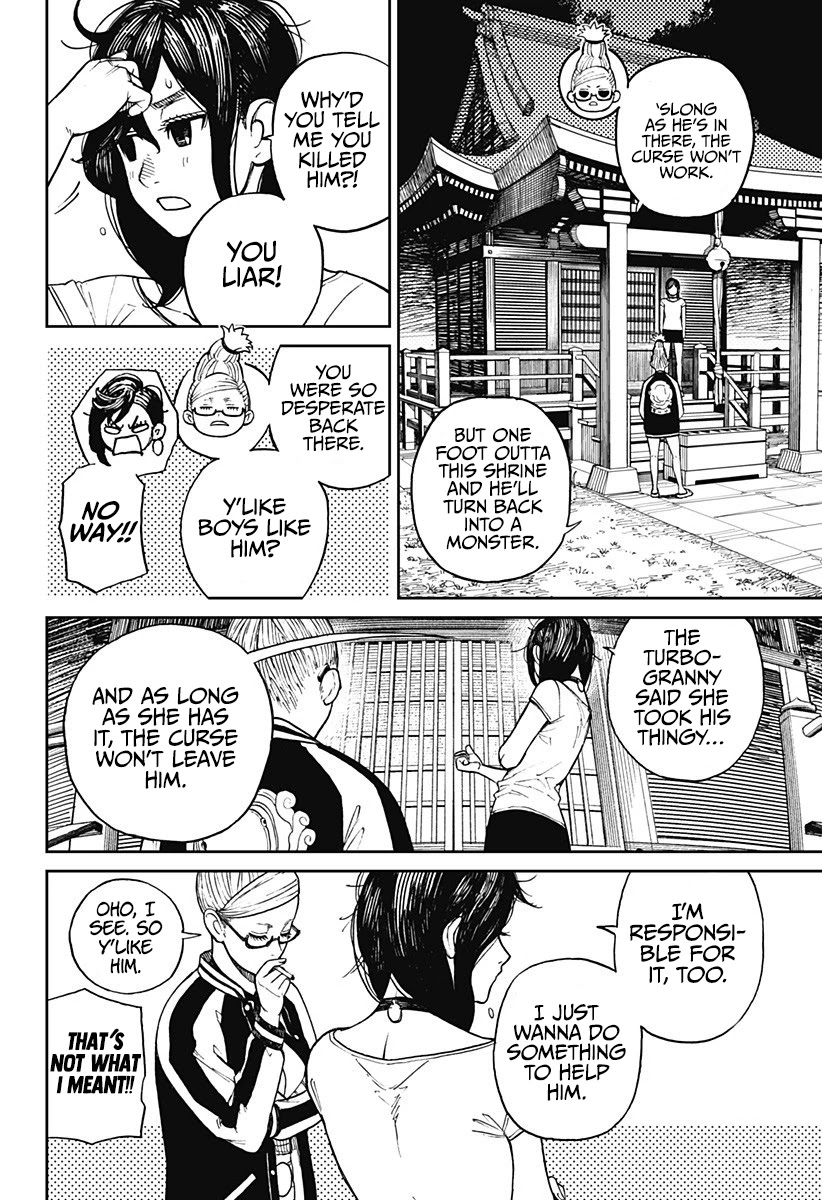 'SLONG
AS HE'S IN
THERE, THE
CURSE WON'T
WORK.
BUT ONE
FOOT OUTTA
THIS SHRINE
AND HE'LL
TURN BACK
INTO A
MONSTER.
WHY'D
YOU TELL
ME YOU
KILLED
HIM?!
YOU
LIAR!
YOU
WERE SO
DESPERATE
BACK
THERE.
Y'LIKE
BOYS LIKE
HIM?
NO
WAY!!
THE
TURBO-
GRANNY
SAID SHE
TOOK HIS
THINGY...
AND AS LONG
AS SHE HAS
IT, THE CURSE
WON'T LEAVE
HIM.
I'M
RESPONSI-
BLE FOR
IT, TOO.
I JUST
WANNA DO
SOMETHING
TO HELP
HIM.
OHO, I
SEE. SO
Y'LIKE
HIM.
THAT'S
NOT WHAT
I MEANT!!